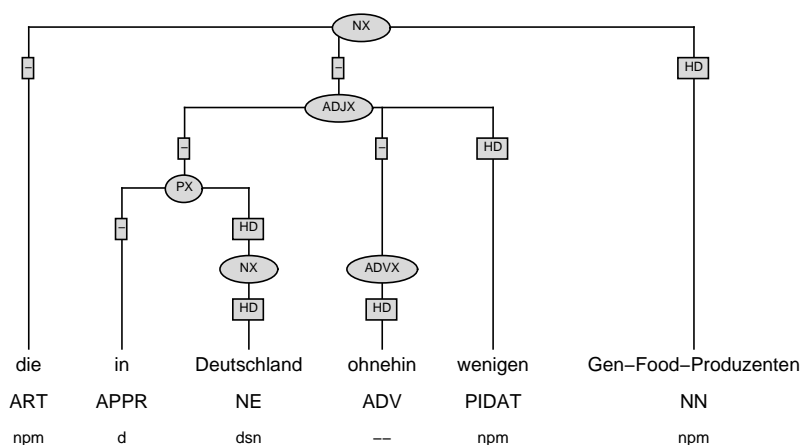 NX
– – HD
ADJX
– – HD
PX
– HD
NX ADVX
HD HD
die in Deutschland ohnehin wenigen Gen−Food−Produzenten
ART APPR NE ADV PIDAT NN
npm d dsn −− npm npm